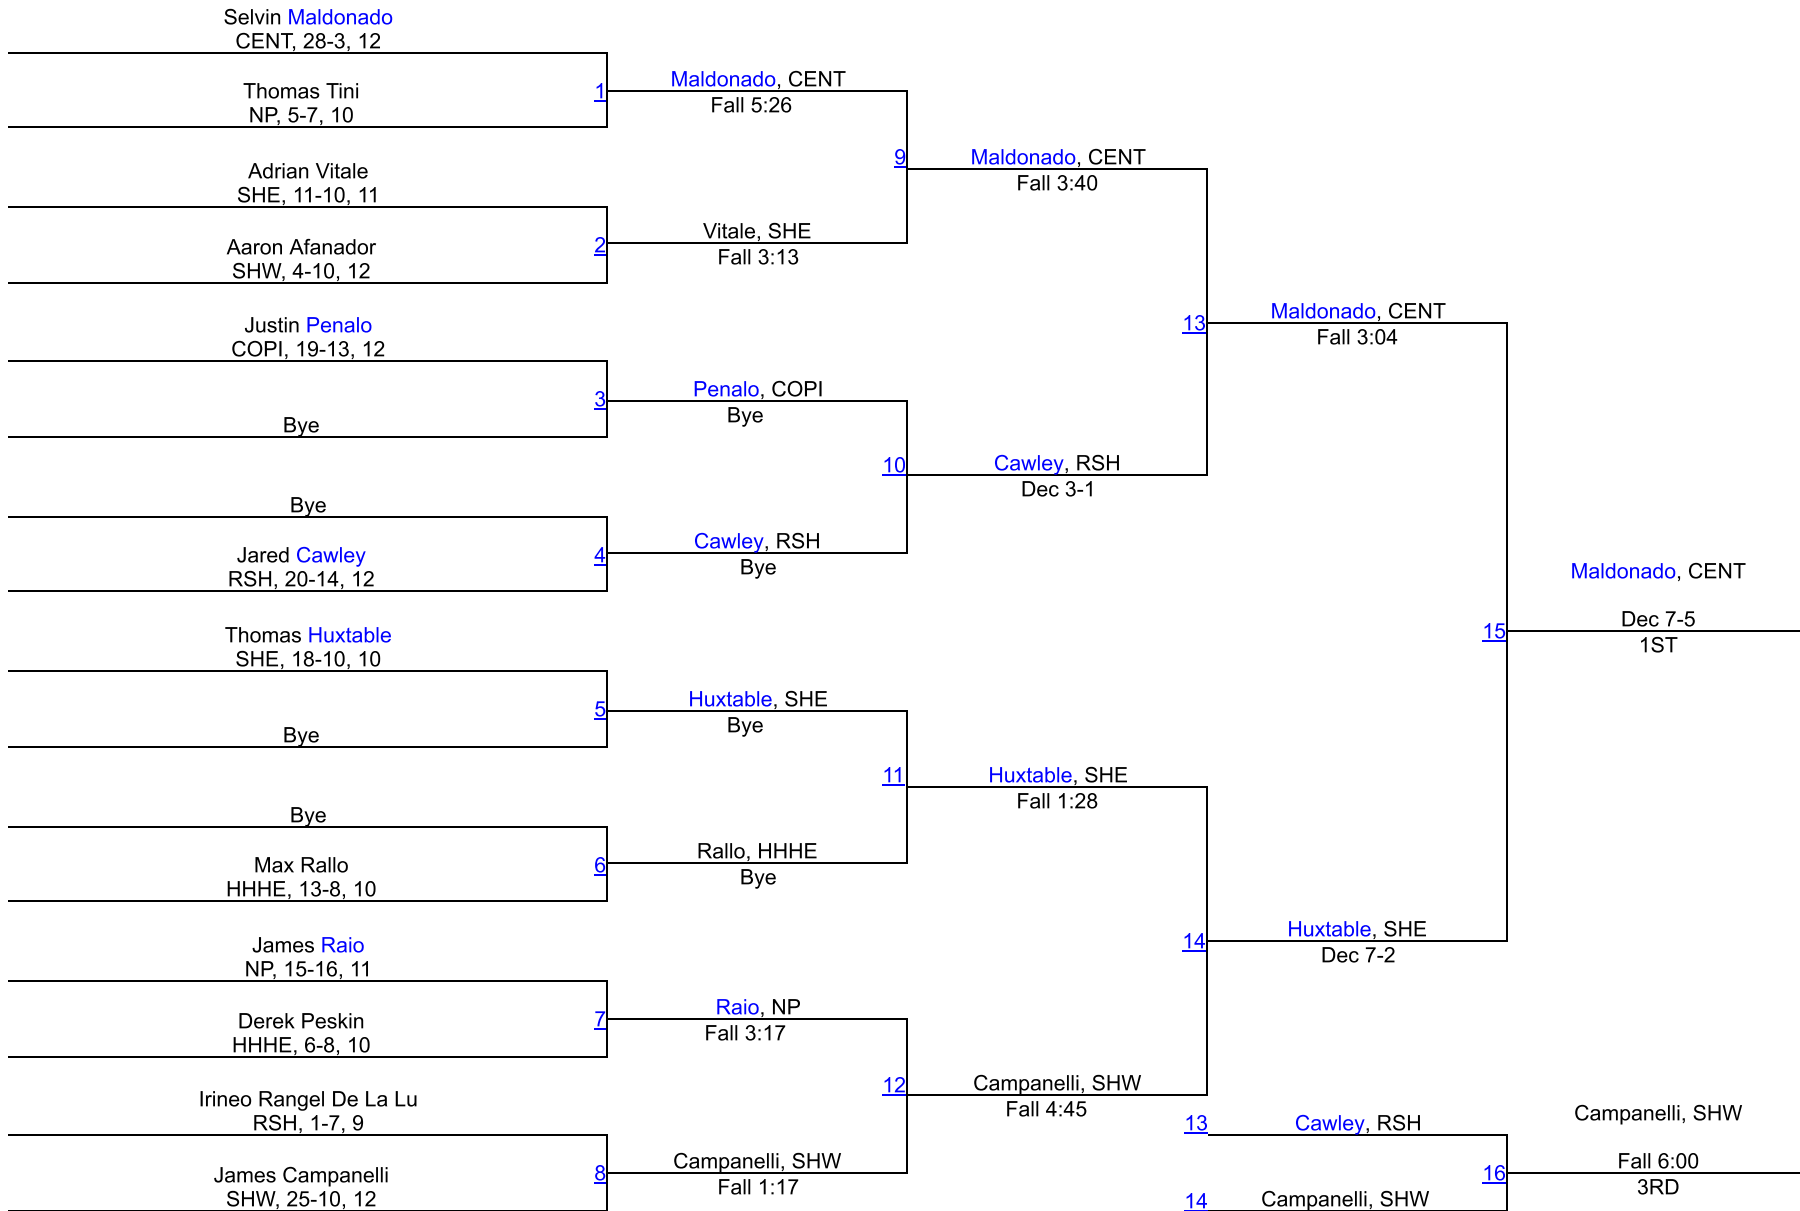 Selvin Maldonado
CENT, 28-3, 12
Thomas Tini
NP, 5-7, 10
1
Adrian Vitale
SHE, 11-10, 11
Aaron Afanador
SHW, 4-10, 12
2
Justin Penalo
COPI, 19-13, 12
Bye
3
Bye
Jared Cawley
RSH, 20-14, 12
4
Thomas Huxtable
SHE, 18-10, 10
Bye
5
Bye
Max Rallo
HHHE, 13-8, 10
6
James Raio
NP, 15-16, 11
Derek Peskin
HHHE, 6-8, 10
7
Irineo Rangel De La Lu
RSH, 1-7, 9
James Campanelli
SHW, 25-10, 12
8
Maldonado, CENT
Fall 5:26
9
Vitale, SHE
Fall 3:13
Penalo, COPI
Bye
10
Cawley, RSH
Bye
Huxtable, SHE
Bye
11
Rallo, HHHE
Bye
Raio, NP
Fall 3:17
12
Campanelli, SHW
Fall 1:17
Maldonado, CENT
Fall 3:40
13
Cawley, RSH
Dec 3-1
Huxtable, SHE
Fall 1:28
14
Campanelli, SHW
Fall 4:45
Maldonado, CENT
Fall 3:04
15
Huxtable, SHE
Dec 7-2
Maldonado, CENT
Dec 7-5
1ST
13
Cawley, RSH
14
Campanelli, SHW
16
Campanelli, SHW
Fall 6:00
3RD